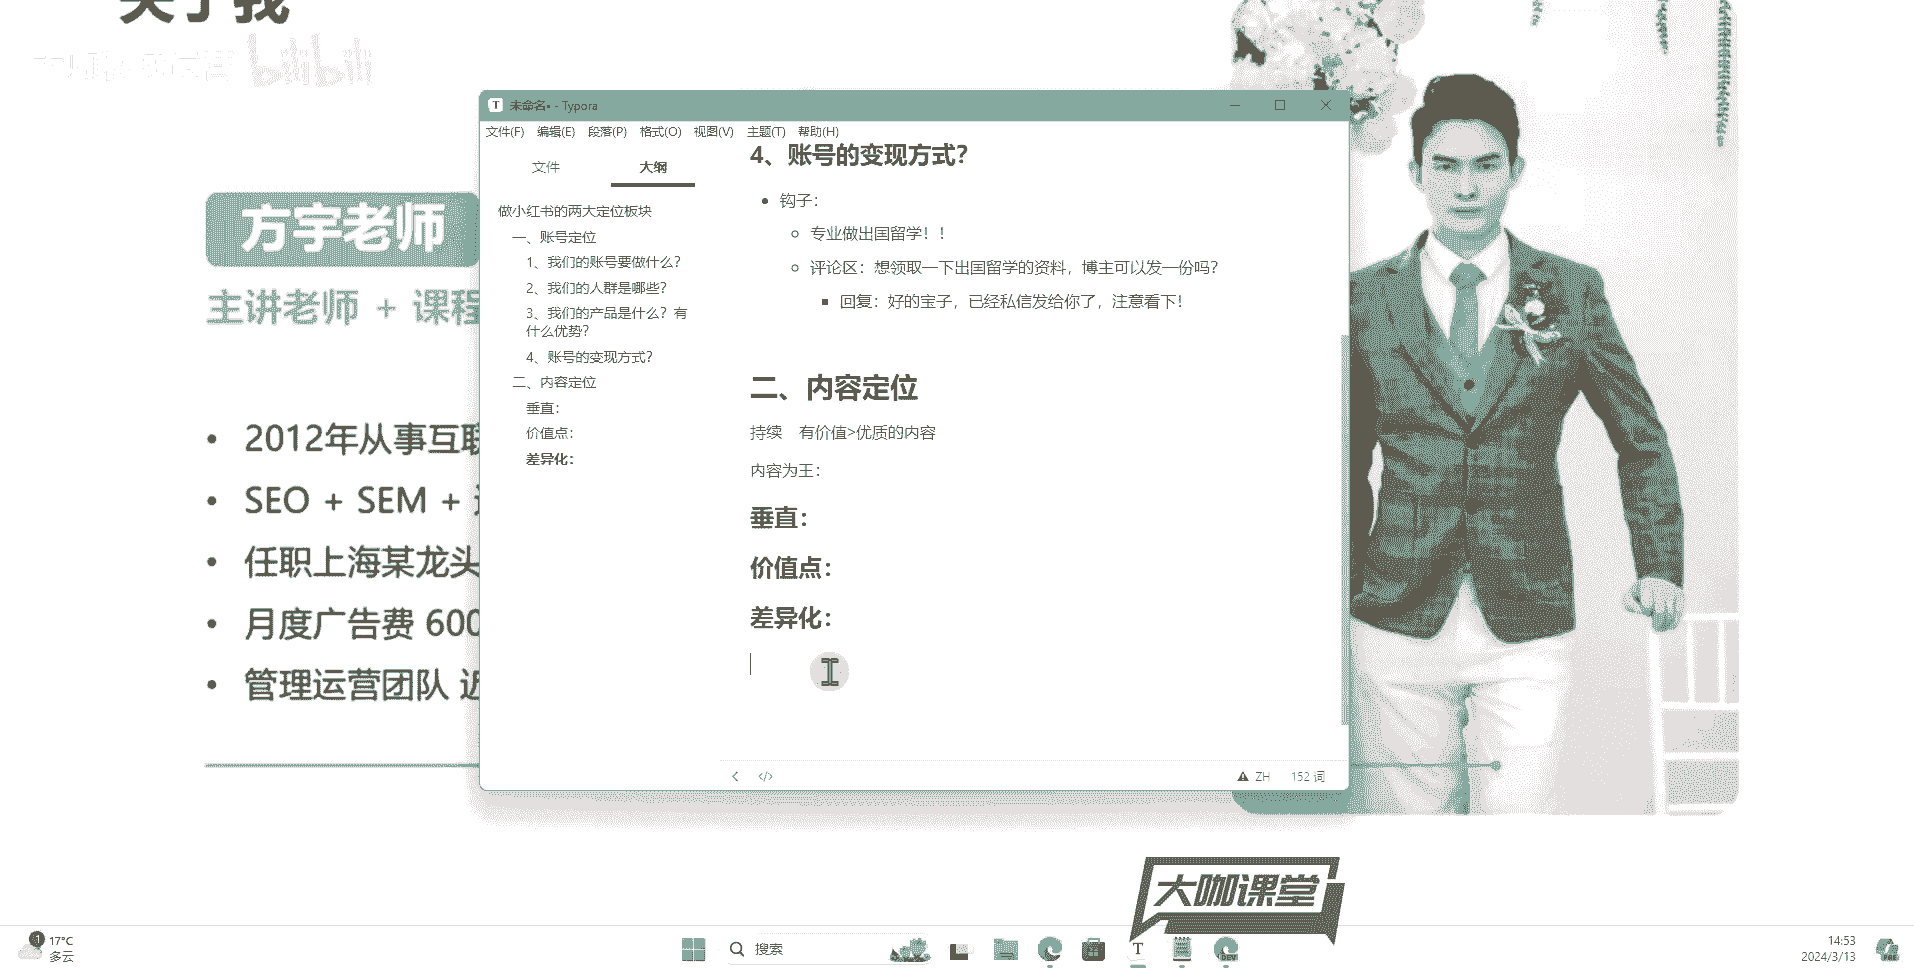 关于我
bilibili
方宇老师
主讲老师 + 课程
• 2012年从事互联
• SEO + SEM +
• 任职上海某龙头
• 月度广告费 600
• 管理运营团队 近
未命名• - Typora
文件(F) 编辑(E) 段落(P) 格式(O) 视图(V) 主题(T) 帮助(H)
文件 大纲
做小红书的两大定位板块
一、账号定位
1、我们的账号要做什么？
2、我们的人群是哪些？
3、我们的产品是什么？有
什么优势？
4、账号的变现方式？
二、内容定位
垂直：
价值点：
差异化：
4、账号的变现方式？
• 钩子：
专业做出国留学！！
评论区：想领取一下出国留学的资料，博主可以发一份吗？
回复：好的宝子，已经私信发给你了，注意看下！
二、内容定位
持续 有价值>优质的内容
内容为王：
垂直：
价值点：
差异化：
ZH 152 词
大咖课堂
1 17°C
多云
搜索
T
DEV
14:53
2024/3/13
PRE